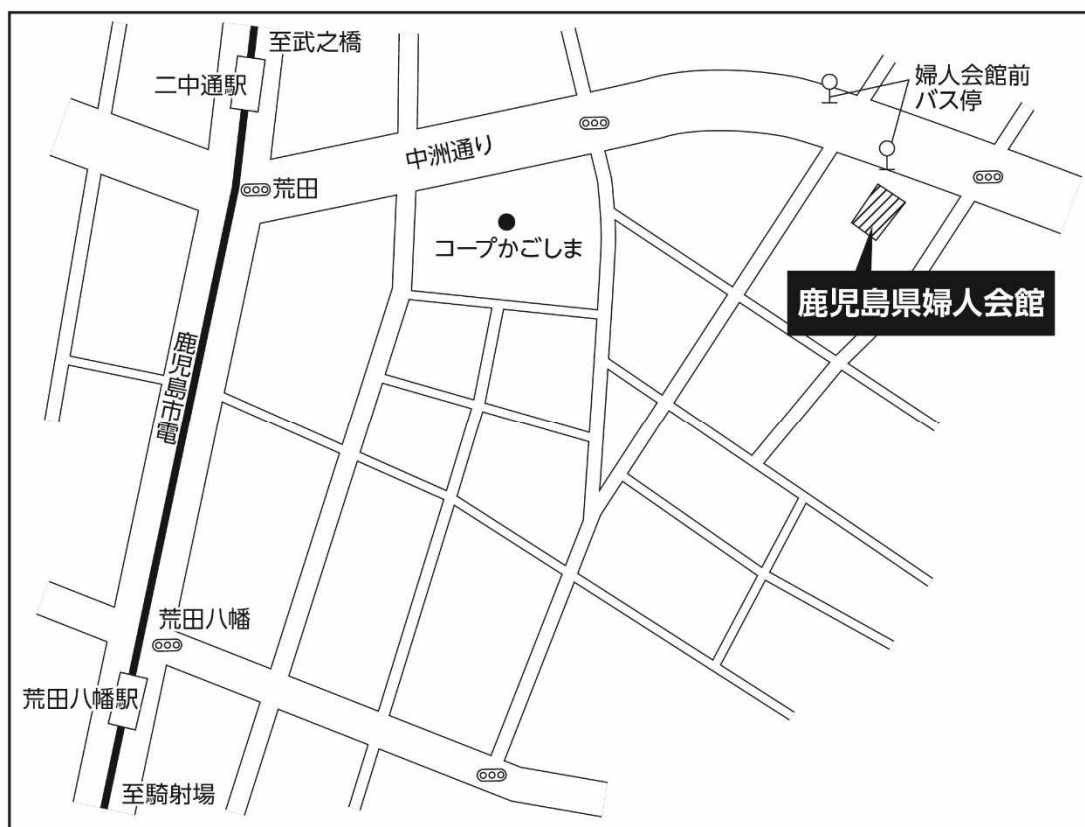 至武之橋
二中通駅
婦人会館前
バス停
中洲通り
荒田
コープかごしま
鹿児島県婦人会館
鹿児島市電
荒田八幡
荒田八幡駅
至騎射場